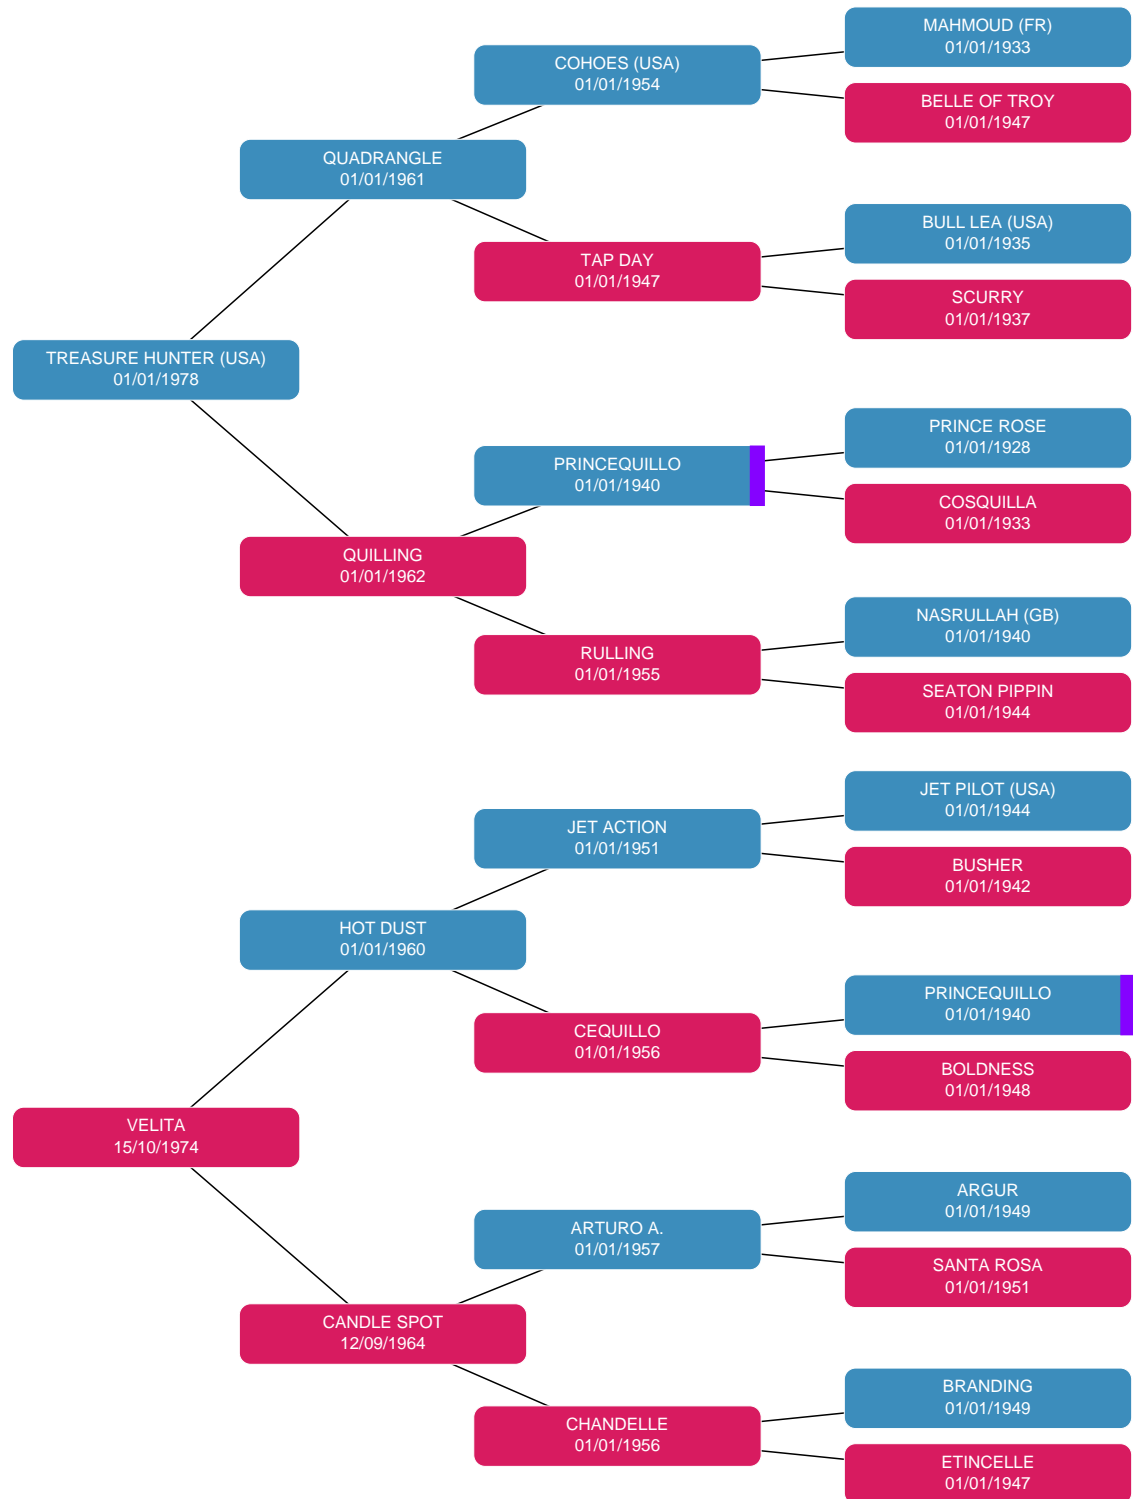 MAHMOUD (FR)
01/01/1933
COHOES (USA)
01/01/1954
BELLE OF TROY
01/01/1947
QUADRANGLE
01/01/1961
BULL LEA (USA)
01/01/1935
TAP DAY
01/01/1947
SCURRY
01/01/1937
TREASURE HUNTER (USA)
01/01/1978
PRINCE ROSE
01/01/1928
PRINCEQUILLO
01/01/1940
COSQUILLA
01/01/1933
QUILLING
01/01/1962
NASRULLAH (GB)
01/01/1940
RULLING
01/01/1955
SEATON PIPPIN
01/01/1944
JET PILOT (USA)
01/01/1944
JET ACTION
01/01/1951
BUSHER
01/01/1942
HOT DUST
01/01/1960
PRINCEQUILLO
01/01/1940
CEQUILLO
01/01/1956
BOLDNESS
01/01/1948
VELITA
15/10/1974
ARGUR
01/01/1949
ARTURO A.
01/01/1957
SANTA ROSA
01/01/1951
CANDLE SPOT
12/09/1964
BRANDING
01/01/1949
CHANDELLE
01/01/1956
ETINCELLE
01/01/1947